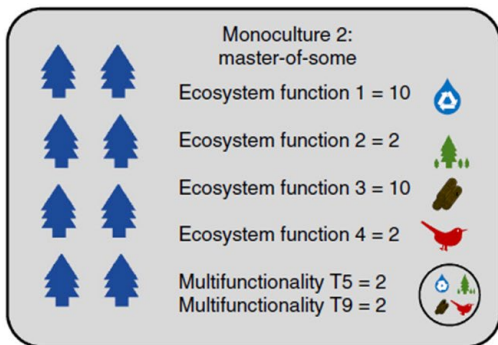 Monoculture 2:
master-of-some
Ecosystem function 1 = 10
Ecosystem function 2 = 2
Ecosystem function 3 = 10
Ecosystem function 4 = 2
Multifunctionality T5 = 2
Multifunctionality T9 = 2